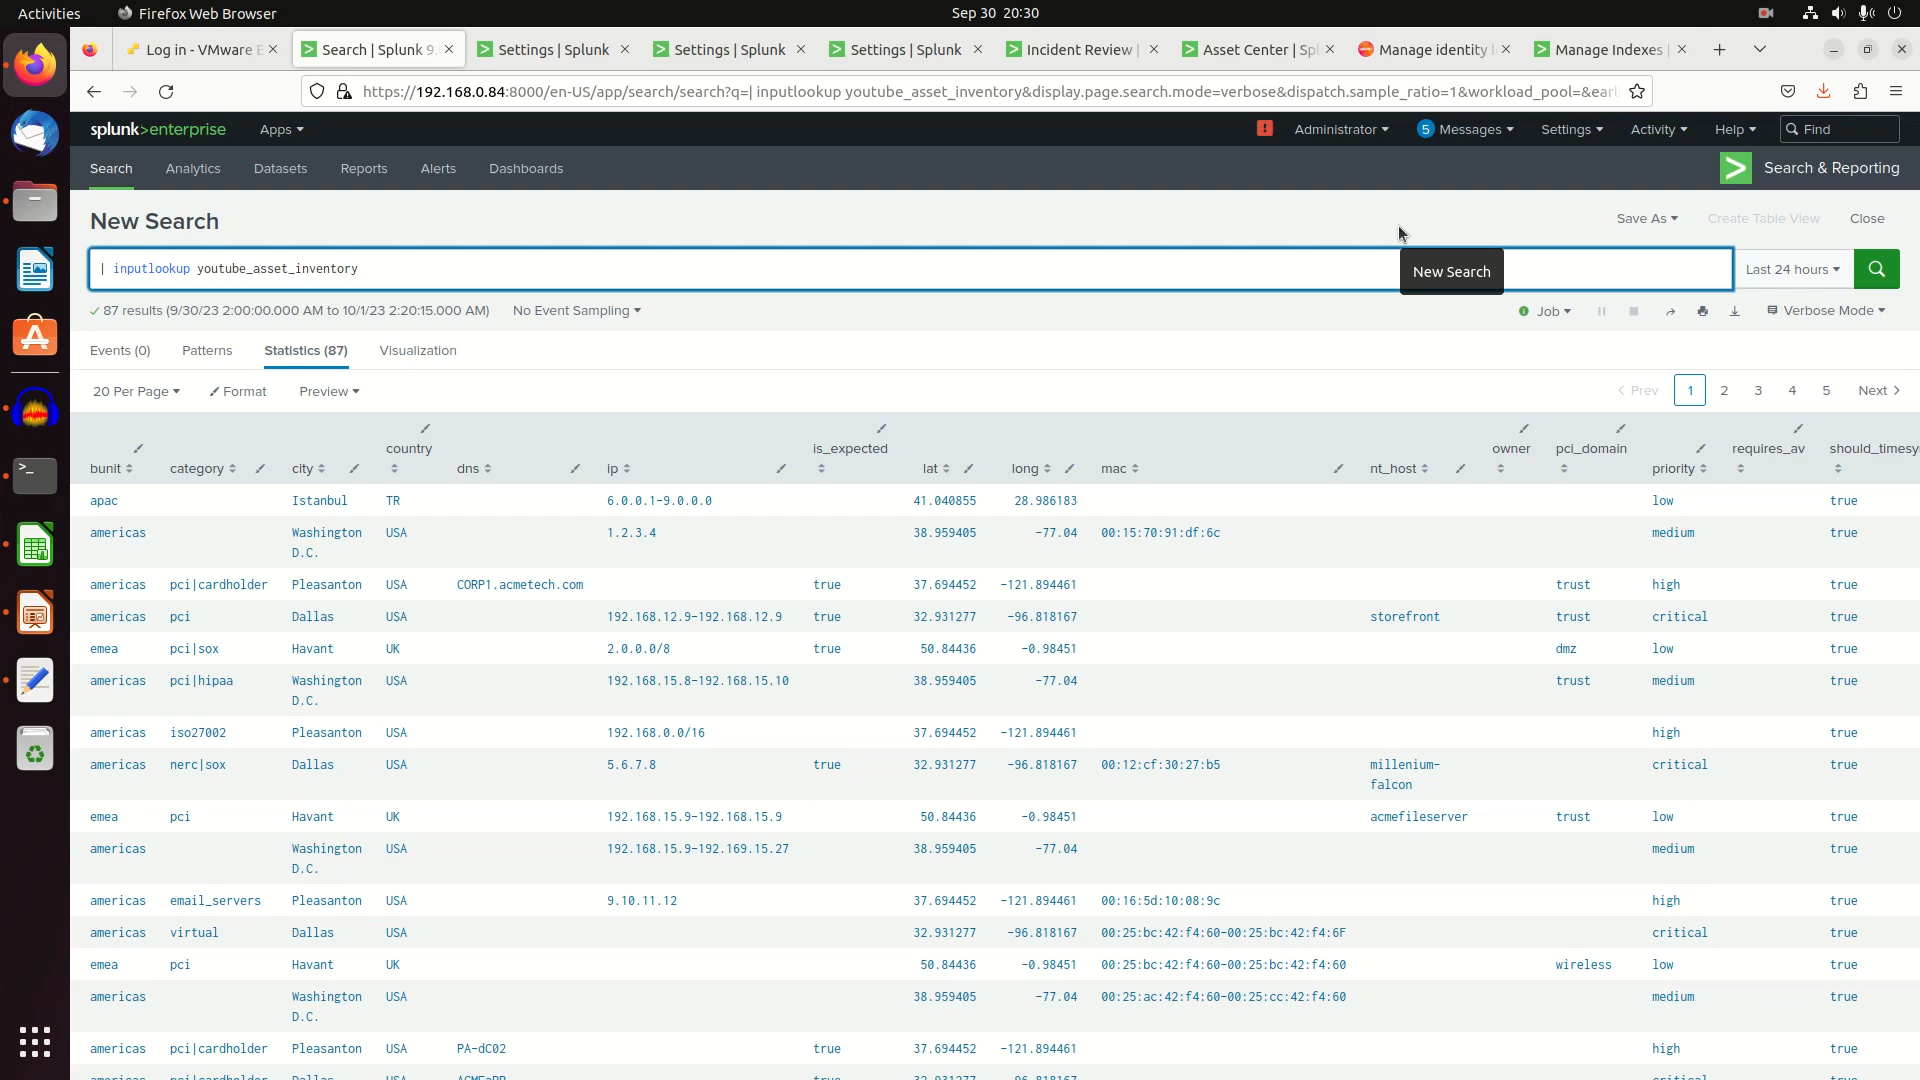 Activities Firefox Web Browser Sep 30 20:30
Log in - VMware E Search | Splunk 9. Settings | Splunk Settings | Splunk Settings | Splunk Incident Review | Asset Center | Spl Manage identity l Manage Indexes |
https://192.168.0.84:8000/en-US/app/search/search?q=| inputlookup youtube_asset_inventory&display.page.search.mode=verbose&dispatch.sample_ratio=1&workload_pool=&earli
splunk>enterprise Apps ! Administrator 5 Messages Settings Activity Help Find
Search Analytics Datasets Reports Alerts Dashboards > Search & Reporting
New Search Save As Create Table View Close
| inputlookup youtube_asset_inventory New Search Last 24 hours
87 results (9/30/23 2:00:00.000 AM to 10/1/23 2:20:15.000 AM) No Event Sampling Job Verbose Mode
Events (0) Patterns Statistics (87) Visualization
20 Per Page Format Preview < Prev 1 2 3 4 5 Next >
bunit category city country dns ip is_expected lat long mac nt_host owner pci_domain priority requires_av should_timesy
apac Istanbul TR 6.0.0.1-9.0.0.0 41.040855 28.986183 low true
americas Washington USA 1.2.3.4 38.959405 -77.04 00:15:70:91:df:6c medium true
D.C.
americas pci|cardholder Pleasanton USA CORP1.acmetech.com true 37.694452 -121.894461 trust high true
americas pci Dallas USA 192.168.12.9-192.168.12.9 true 32.931277 -96.818167 storefront trust critical true
emea pci|sox Havant UK 2.0.0.0/8 true 50.84436 -0.98451 dmz low true
americas pci|hipaa Washington USA 192.168.15.8-192.168.15.10 38.959405 -77.04 trust medium true
D.C.
americas iso27002 Pleasanton USA 192.168.0.0/16 37.694452 -121.894461 high true
americas nerc|sox Dallas USA 5.6.7.8 true 32.931277 -96.818167 00:12:cf:30:27:b5 millenium- critical true
falcon
emea pci Havant UK 192.168.15.9-192.168.15.9 50.84436 -0.98451 acmefileserver trust low true
americas Washington USA 192.168.15.9-192.169.15.27 38.959405 -77.04 medium true
D.C.
americas email_servers Pleasanton USA 9.10.11.12 37.694452 -121.894461 00:16:5d:10:08:9c high true
americas virtual Dallas USA 32.931277 -96.818167 00:25:bc:42:f4:60-00:25:bc:42:f4:6F critical true
emea pci Havant UK 50.84436 -0.98451 00:25:bc:42:f4:60-00:25:bc:42:f4:60 wireless low true
americas Washington USA 38.959405 -77.04 00:25:ac:42:f4:60-00:25:cc:42:f4:60 medium true
D.C.
americas pci|cardholder Pleasanton USA PA-dC02 true 37.694452 -121.894461 high true
americas pci|cardholder Dallas USA true 32.931277 -96.818167 critical true